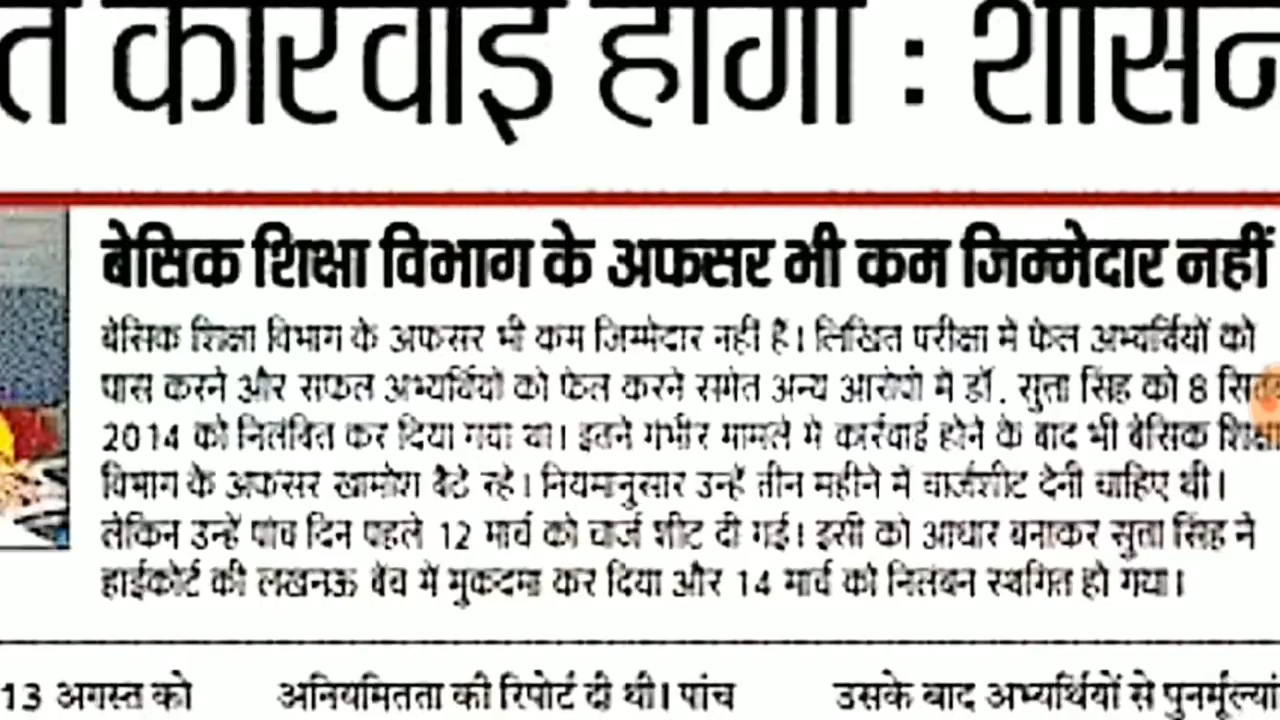 त कार्रवाई होगी : शासन
बेसिक शिक्षा विभाग के अफसर भी कम जिम्मेदार नहीं
बेसिक शिक्षा विभाग के अफसर भी कम जिम्मेदार नहीं हैं। लिखित परीक्षा में फेल अभ्यर्थियों को
पास करने और सफल अभ्यर्थियों को फेल करने समेत अन्य आरोपों में डॉ. सुत्ता सिंह को 8
2014 को निलंबित कर दिया गया था। इतने गंभीर मामले में कार्रवाई होने के बाद भी बेसिक शिक्षा
विभाग के अफसर खामोश बैठे रहे। नियमानुसार उन्हें तीन महीने में चार्जशीट देनी चाहिए थी।
लेकिन उन्हें पांच दिन पहले 12 मार्च को चार्ज शीट दी गई। इसी को आधार बनाकर सुत्ता सिंह ने
हाईकोर्ट की लखनऊ बेंच में मुकदमा कर दिया और 14 मार्च को निलंबन स्थगित हो गया।
13 अगस्त को
अनियमितता की रिपोर्ट दी थी। पांच
उसके बाद अभ्यर्थियों से पुनर्मूल्यां